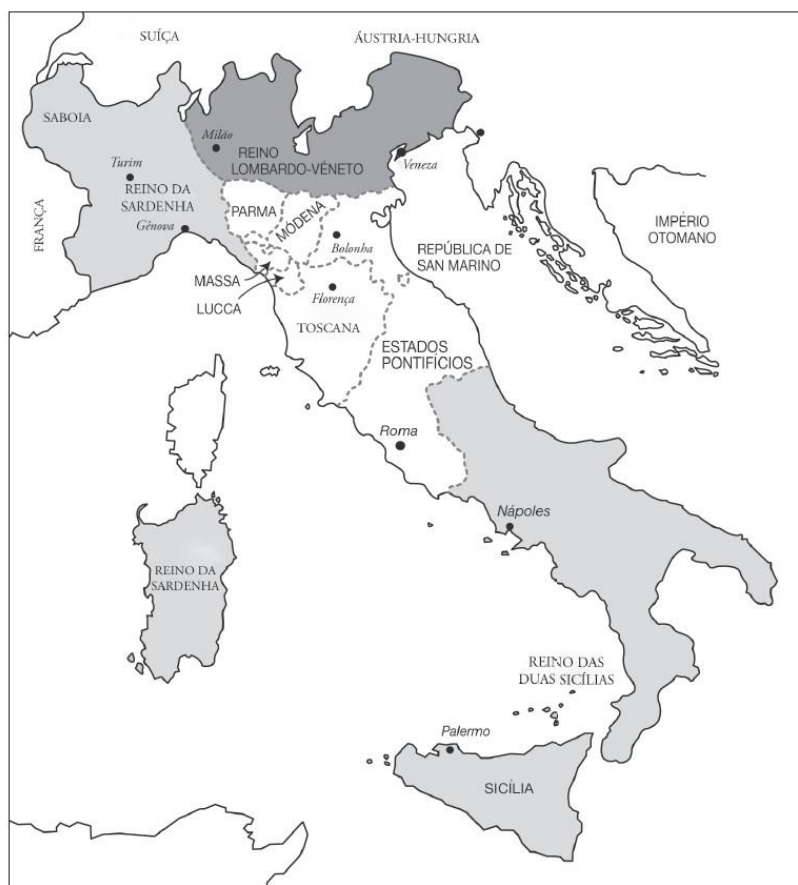 SUÍÇA
ÁUSTRIA-HUNGRIA
SABOIA
Milão
REINO
LOMBARDO-VÊNETO
Veneza
Turim
REINO DA
SARDENHA
Gênova
FRANÇA
PARMA
MÓDENA
Bolonha
REPÚBLICA DE
SAN MARINO
IMPÉRIO
OTOMANO
MASSA
LUCCA
Florença
TOSCANA
ESTADOS
PONTIFÍCIOS
Roma
Nápoles
REINO DA
SARDENHA
REINO DAS
DUAS SICÍLIAS
Palermo
SICÍLIA